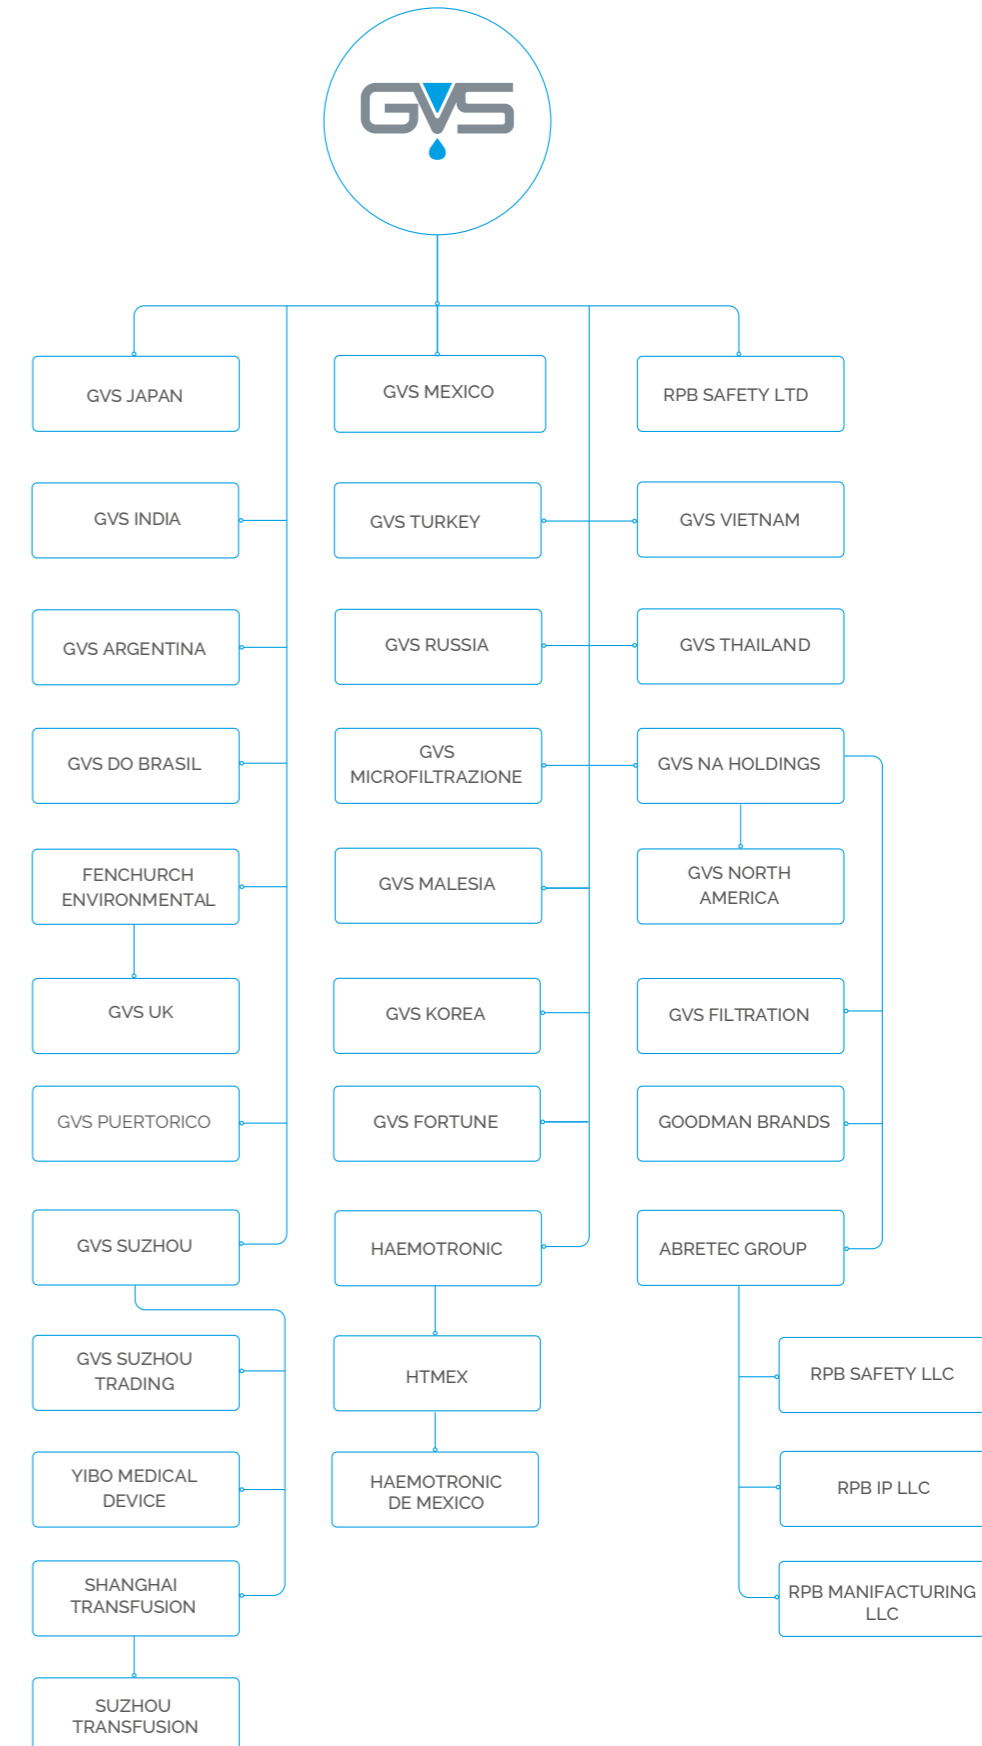 GVS
GVS JAPAN
GVS MEXICO
RPB SAFETY LTD
GVS INDIA
GVS TURKEY
GVS VIETNAM
GVS ARGENTINA
GVS RUSSIA
GVS THAILAND
GVS DO BRASIL
GVS
MICROFILTRAZIONE
GVS NA HOLDINGS
FENCHURCH
ENVIRONMENTAL
GVS MALESIA
GVS NORTH
AMERICA
GVS UK
GVS KOREA
GVS FILTRATION
GVS PUERTORICO
GVS FORTUNE
GOODMAN BRANDS
GVS SUZHOU
HAEMOTRONIC
ABRETEC GROUP
GVS SUZHOU
TRADING
HTMEX
RPB SAFETY LLC
YIBO MEDICAL
DEVICE
HAEMOTRONIC
DE MEXICO
RPB IP LLC
SHANGHAI
TRANSFUSION
RPB MANIFACTURING
LLC
SUZHOU
TRANSFUSION